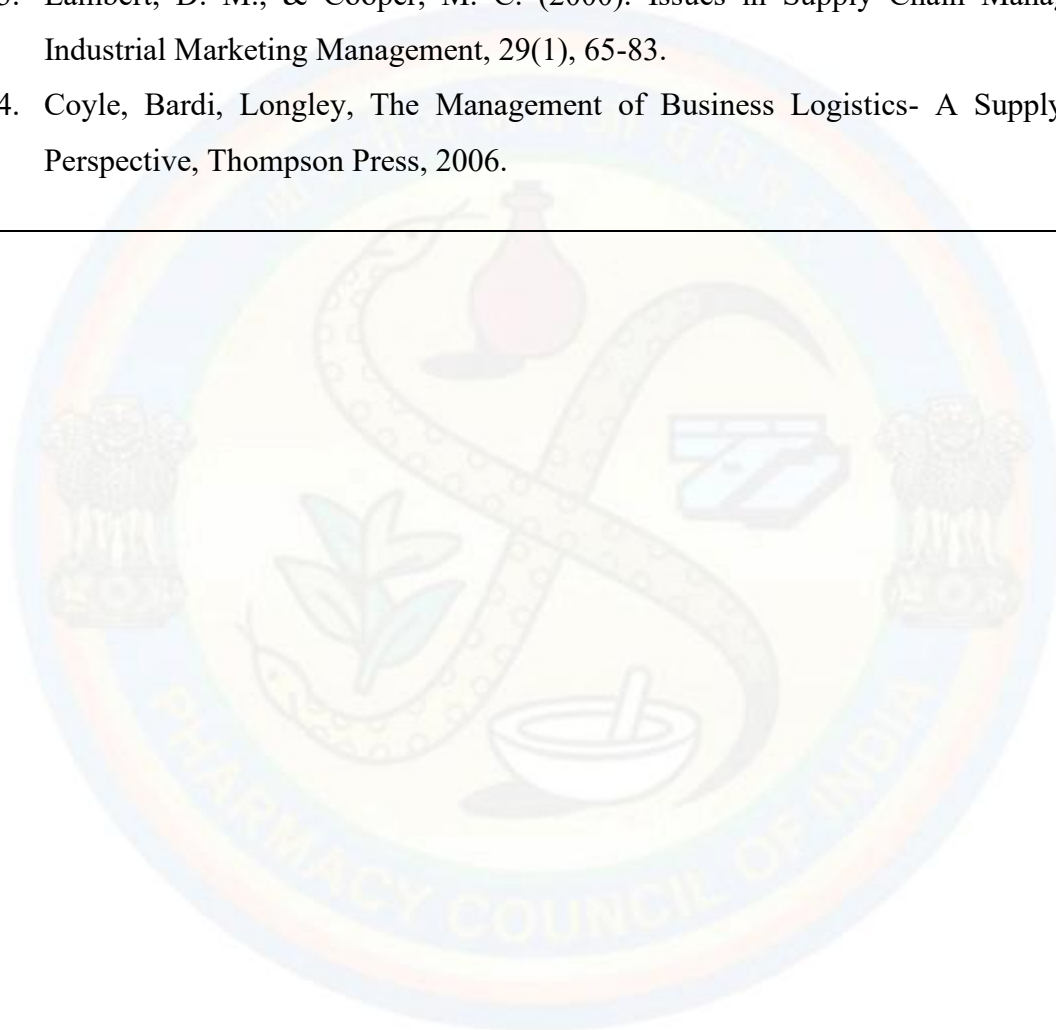 Lambert, D. M., & Cooper, M. C. (2000). Issues in Supply Chain
Industrial Marketing Management, 29(1), 65-83.
4. Coyle, Bardi, Longley, The Management of Business Logistics- A Supply
Perspective, Thompson Press, 2006.
PHARMACY COUNCIL OF INDIA